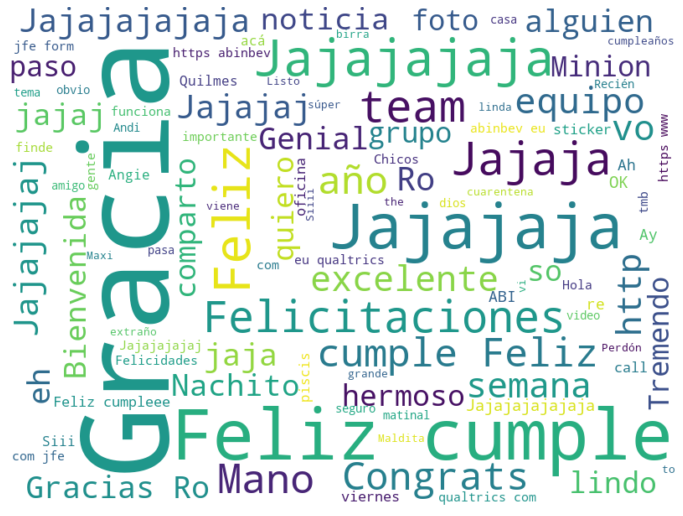 Jajajajajaja noticia foto casa alguien
jfe form acá birra cumpleaños
paso https abinbev Jajajajaja Minion
tema obvio Quilmes Listo Recién
jajaj funciona Jajajaj súper team linda equipo
Andi importante Genial grupo abinbev eu sticker vo
finde Gracia Chicos Jajaja Ah https www
Jajajajaj amigo gente Angie Feliz quiero oficina año Ro OK
Siiii cuarentena tmb
Bienvenida viene the dios
comparto Jajajaja Ay
Maxi pasa eu qualtrics Hola
com excelente so http
ABI vi re Tremendo
extraño Felicitaciones video
Jajajajajaj
Felicidades jaja cumple Feliz Perdón
eh piscis grande call
Nachito hermoso semana
Feliz cumpleee Jajajajajaja
seguro matinal
Siii Feliz Maldita cumple
com jfe to
Gracias Ro Mano Congrats lindo
viernes qualtrics com